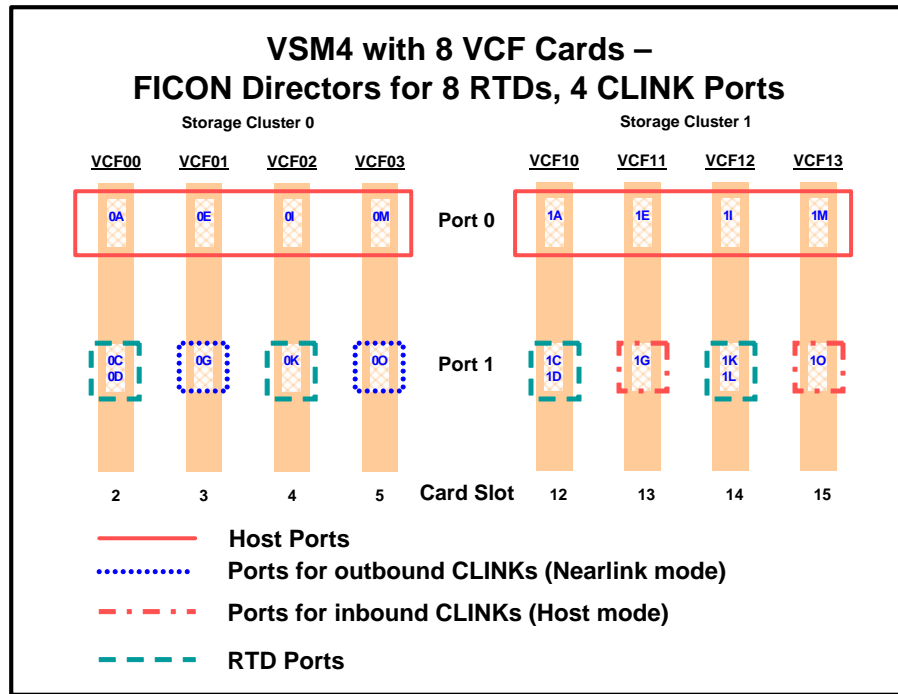 VSM4 with 8 VCF Cards –
FICON Directors for 8 RTDs, 4 CLINK Ports
Storage Cluster 0 Storage Cluster 1
VCF00 VCF01 VCF02 VCF03 VCF10 VCF11 VCF12 VCF13
0A 0E 0I 0M Port 0 1A 1E 1I 1M
0C 0G 0K 0O Port 1 1C 1G 1K 1O
0D 1D 1L
2 3 4 5 Card Slot 12 13 14 15
Host Ports
Ports for outbound CLINKs (Nearlink mode)
Ports for inbound CLINKs (Host mode)
RTD Ports